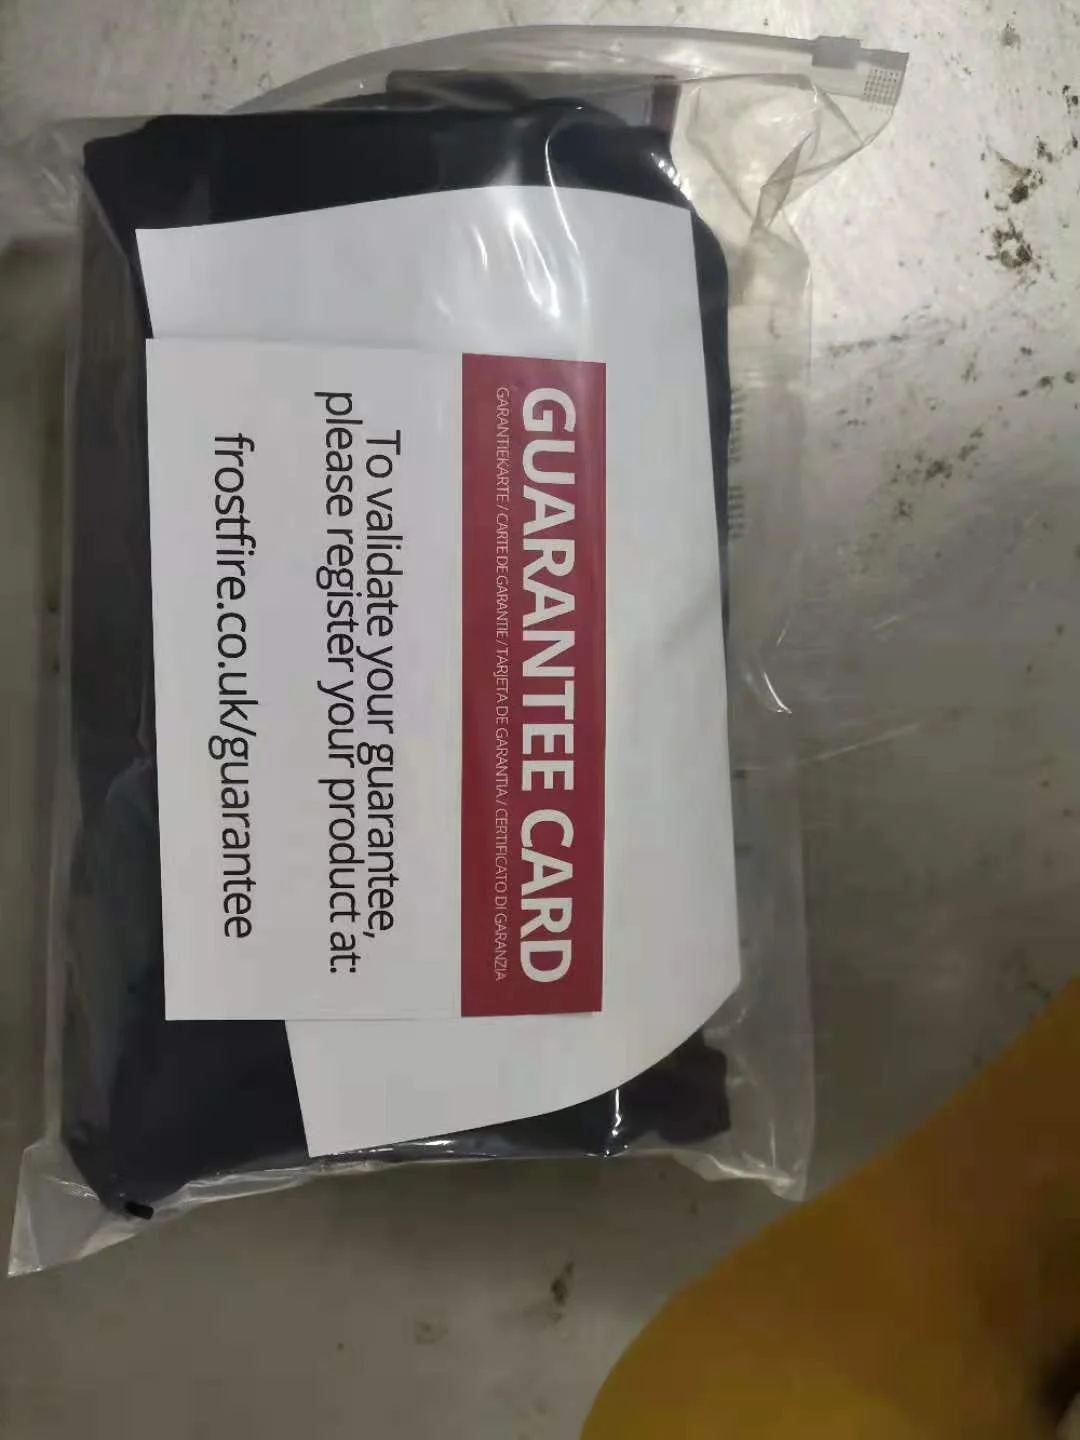 GUARANTEE CARD
GARANTIEKARTE / CARTE DE GARANTIE / TARJETA DE GARANTIA / CERTIFICATO DI GARANZIA
To validate your guarantee,
please register your product at:
frostfire.co.uk/guarantee